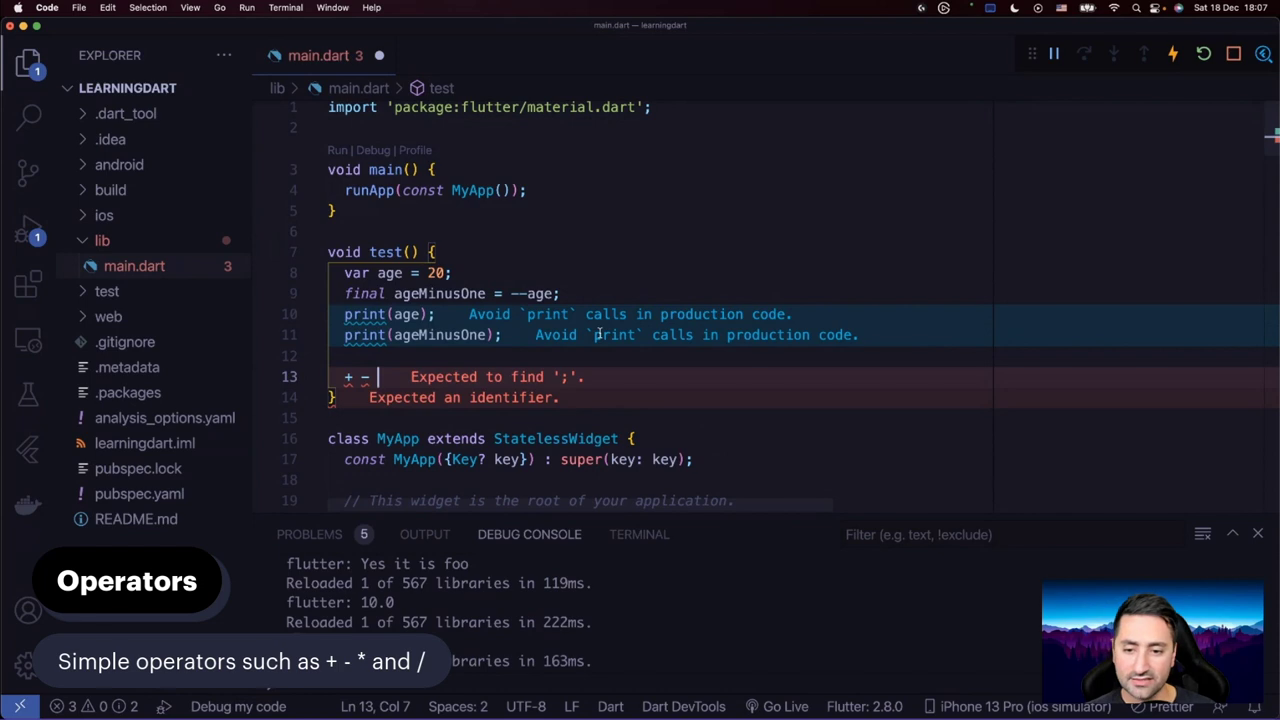 Code File Edit Selection View Go Run Terminal Window Help Sat 18 Dec 18:07
main.dart — learningdart
EXPLORER
main.dart 3
LEARNINGDART
lib > main.dart > test
.dart_tool
.idea
android
build
ios
lib
main.dart 3
test
web
.gitignore
.metadata
.packages
analysis_options.yaml
learningdart.iml
pubspec.lock
pubspec.yaml
README.md
1 import 'package:flutter/material.dart';
2
Run | Debug | Profile
3 void main() {
4 runApp(const MyApp());
5 }
6
7 void test() {
8 var age = 20;
9 final ageMinusOne = --age;
10 print(age); Avoid `print` calls in production code.
11 print(ageMinusOne); Avoid `print` calls in production code.
12
13 + - Expected to find ';'.
14 } Expected an identifier.
15
16 class MyApp extends StatelessWidget {
17 const MyApp({Key? key}) : super(key: key);
18
19 // This widget is the root of your application.
PROBLEMS 5 OUTPUT DEBUG CONSOLE TERMINAL Filter (e.g. text, !exclude)
flutter: Yes it is foo
Reloaded 1 of 567 libraries in 119ms.
flutter: 10.0
Reloaded 1 of 567 libraries in 222ms.
braries in 163ms.
1
1
Operators
Simple operators such as + - * and /
3 0 2 Debug my code Ln 13, Col 7 Spaces: 2 UTF-8 LF Dart Dart DevTools Go Live Flutter: 2.8.0 iPhone 13 Pro (ios simulator) Prettier